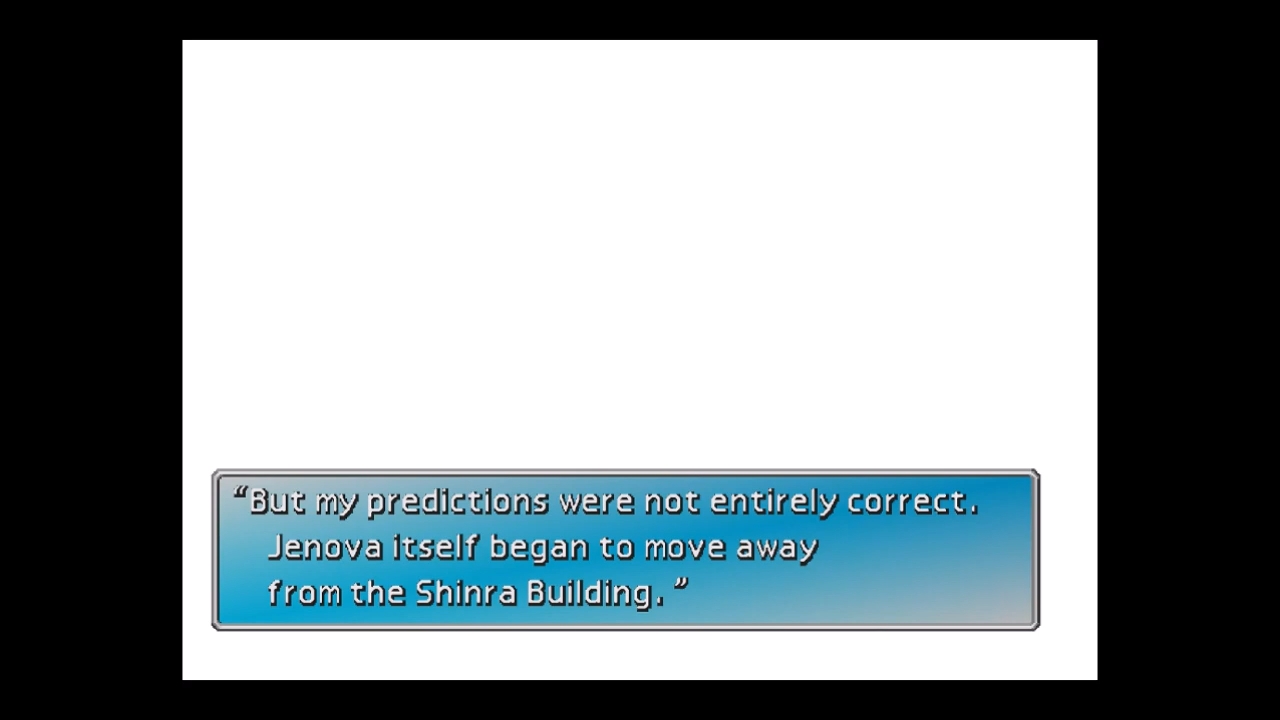 “But my predictions were not entirely correct.
Jenova itself began to move away
from the Shinra Building. ”